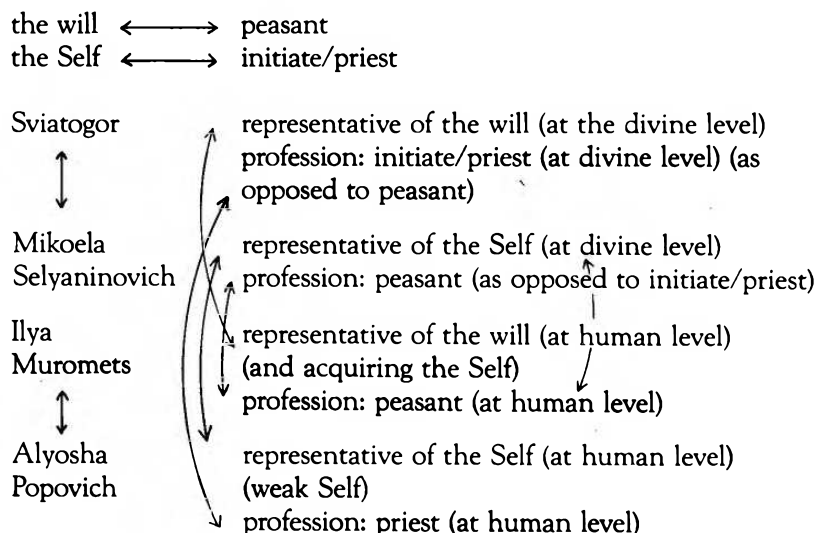 the will ⟷ peasant
the Self ⟷ initiate/priest
Sviatogor
representative of the will (at the divine level)
profession: initiate/priest (at divine level) (as
opposed to peasant)
Mikoela
Selyaninovich
representative of the Self (at divine level)
profession: peasant (as opposed to initiate/priest)
Ilya
Muromets
representative of the will (at human level)
(and acquiring the Self)
profession: peasant (at human level)
Alyosha
Popovich
representative of the Self (at human level)
(weak Self)
profession: priest (at human level)